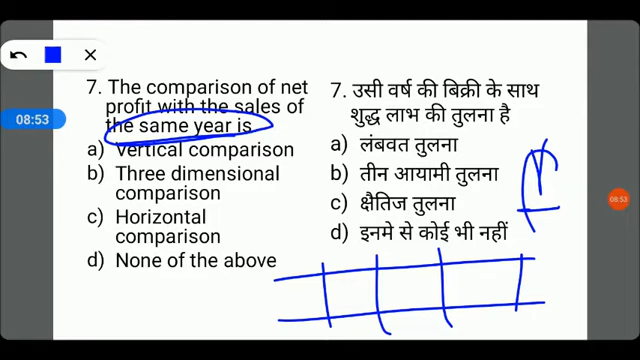 7. The comparison of net
profit with the sales of
the same year is
a) Vertical comparison
b) Three dimensional
comparison
c) Horizontal
comparison
d) None of the above
7. उसी वर्ष की बिक्री के साथ
शुद्ध लाभ की तुलना है
a) लंबवत तुलना
b) तीन आयामी तुलना
c) क्षैतिज तुलना
d) इनमे से कोई भी नहीं
08:53
08:53